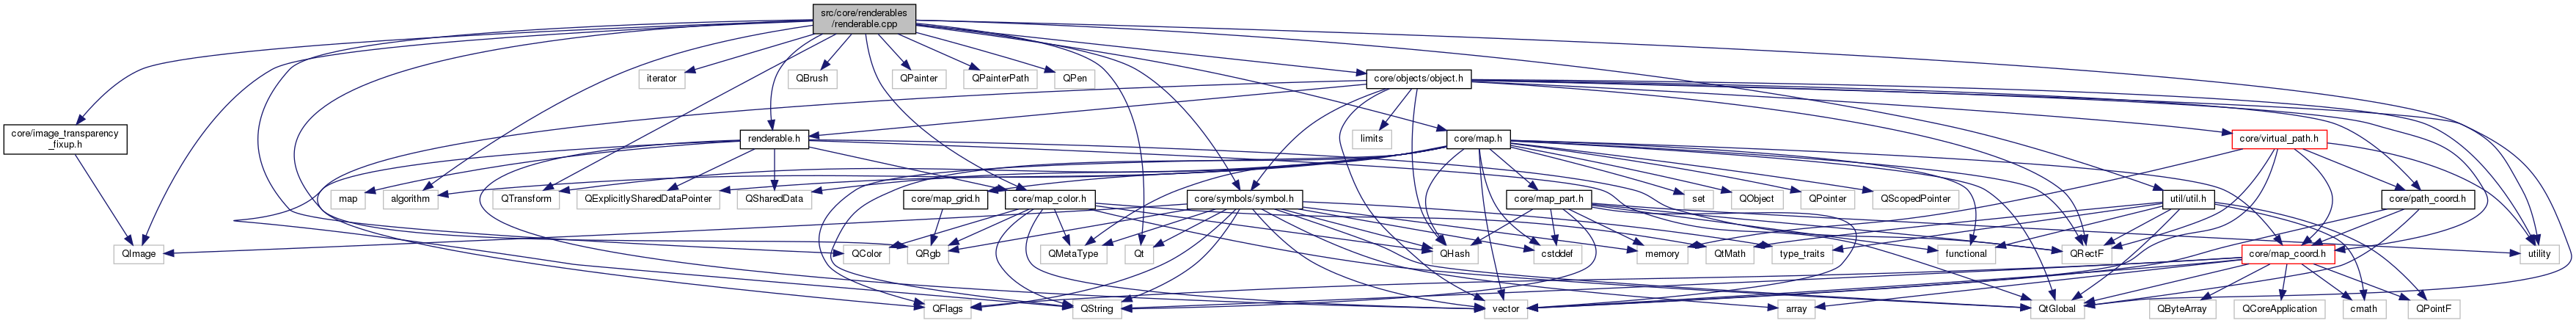 src/core/renderables
/renderable.cpp
iterator
QBrush
QPainter
QPainterPath
QPen
core/objects/object.h
core/image_transparency
_fixup.h
renderable.h
limits
core/map.h
core/virtual_path.h
map
algorithm
QTransform
QExplicitlySharedDataPointer
QSharedData
core/map_grid.h
core/map_color.h
core/symbols/symbol.h
core/map_part.h
set
QObject
QPointer
QScopedPointer
util/util.h
core/path_coord.h
QImage
QColor
QRgb
QMetaType
Qt
QHash
cstddef
memory
QtMath
type_traits
functional
QRectF
core/map_coord.h
utility
QFlags
QString
vector
array
QtGlobal
QByteArray
QCoreApplication
cmath
QPointF